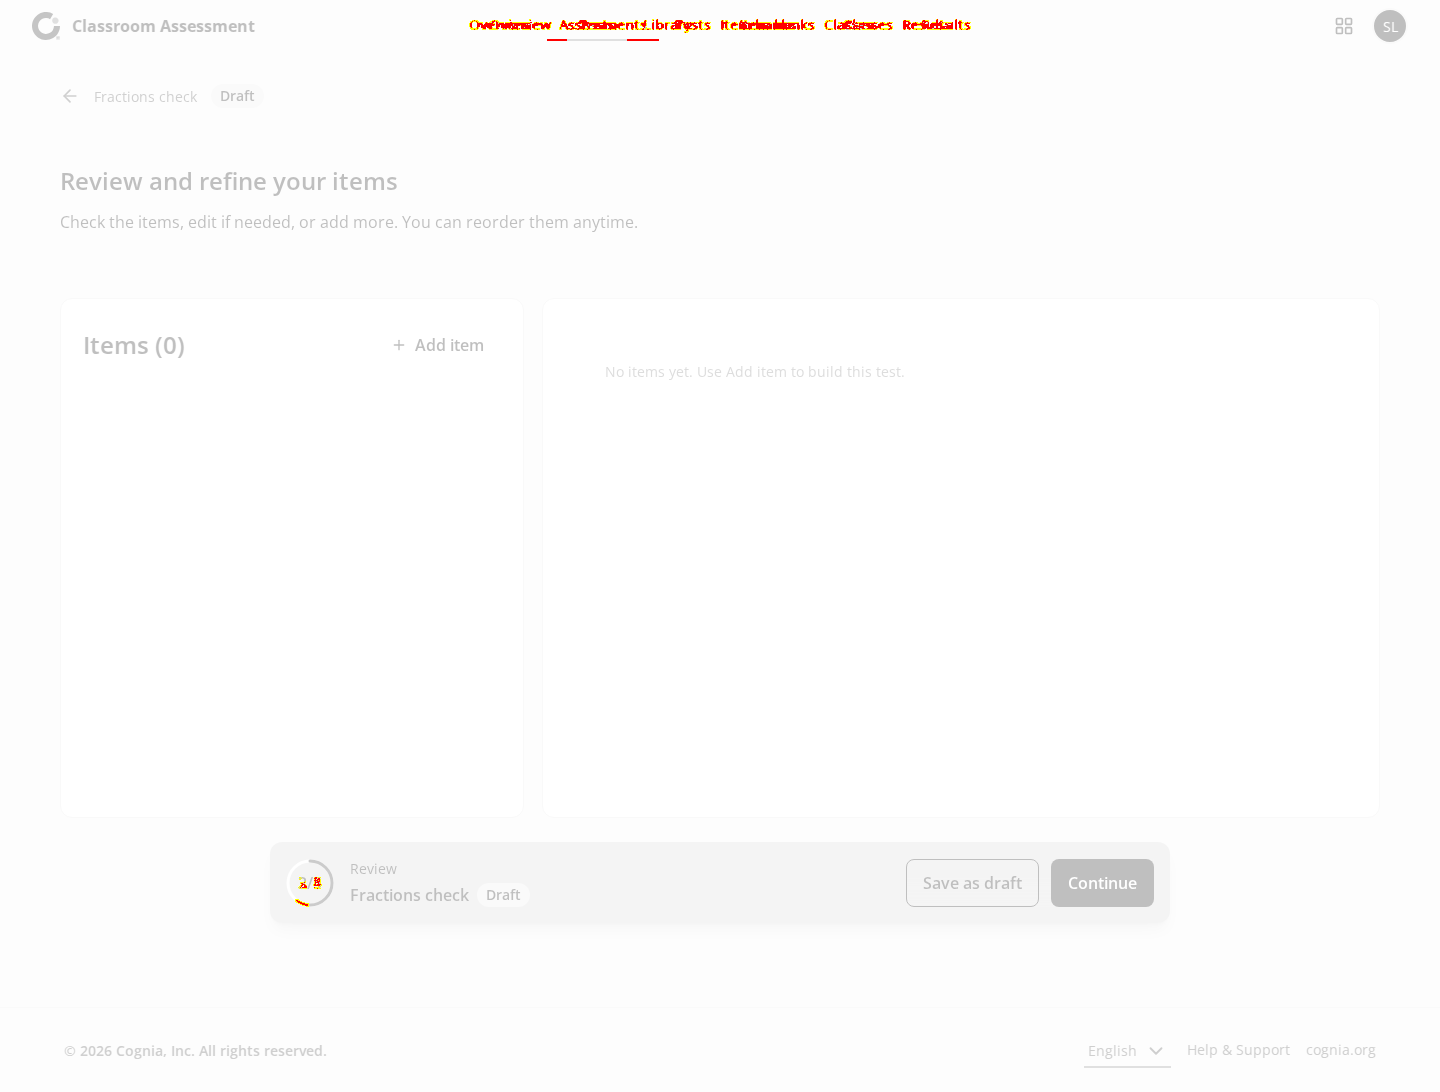 Classroom Assessment
SL
Fractions check Draft
Review and refine your items
Check the items, edit if needed, or add more. You can reorder them anytime.
Items (0)
Add item
No items yet. Use Add item to build this test.
Review
Fractions check Draft
Save as draft
Continue
© 2026 Cognia, Inc. All rights reserved.
English
Help & Support
cognia.org